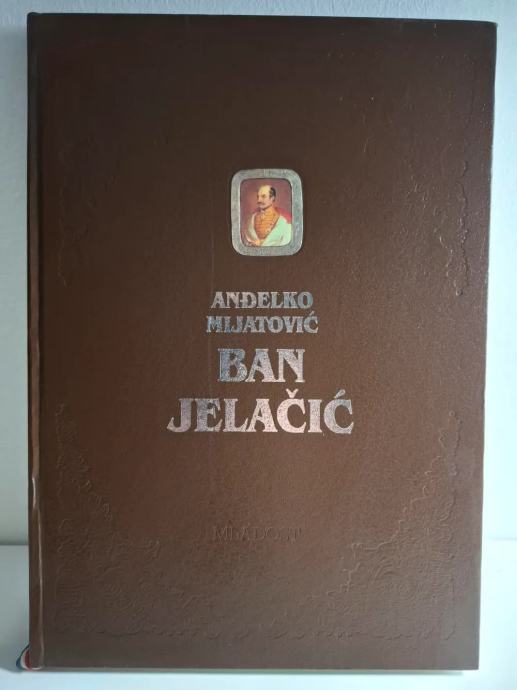 ANĐELKO
MIJATOVIĆ
BAN
JELAČIĆ
MLADOST